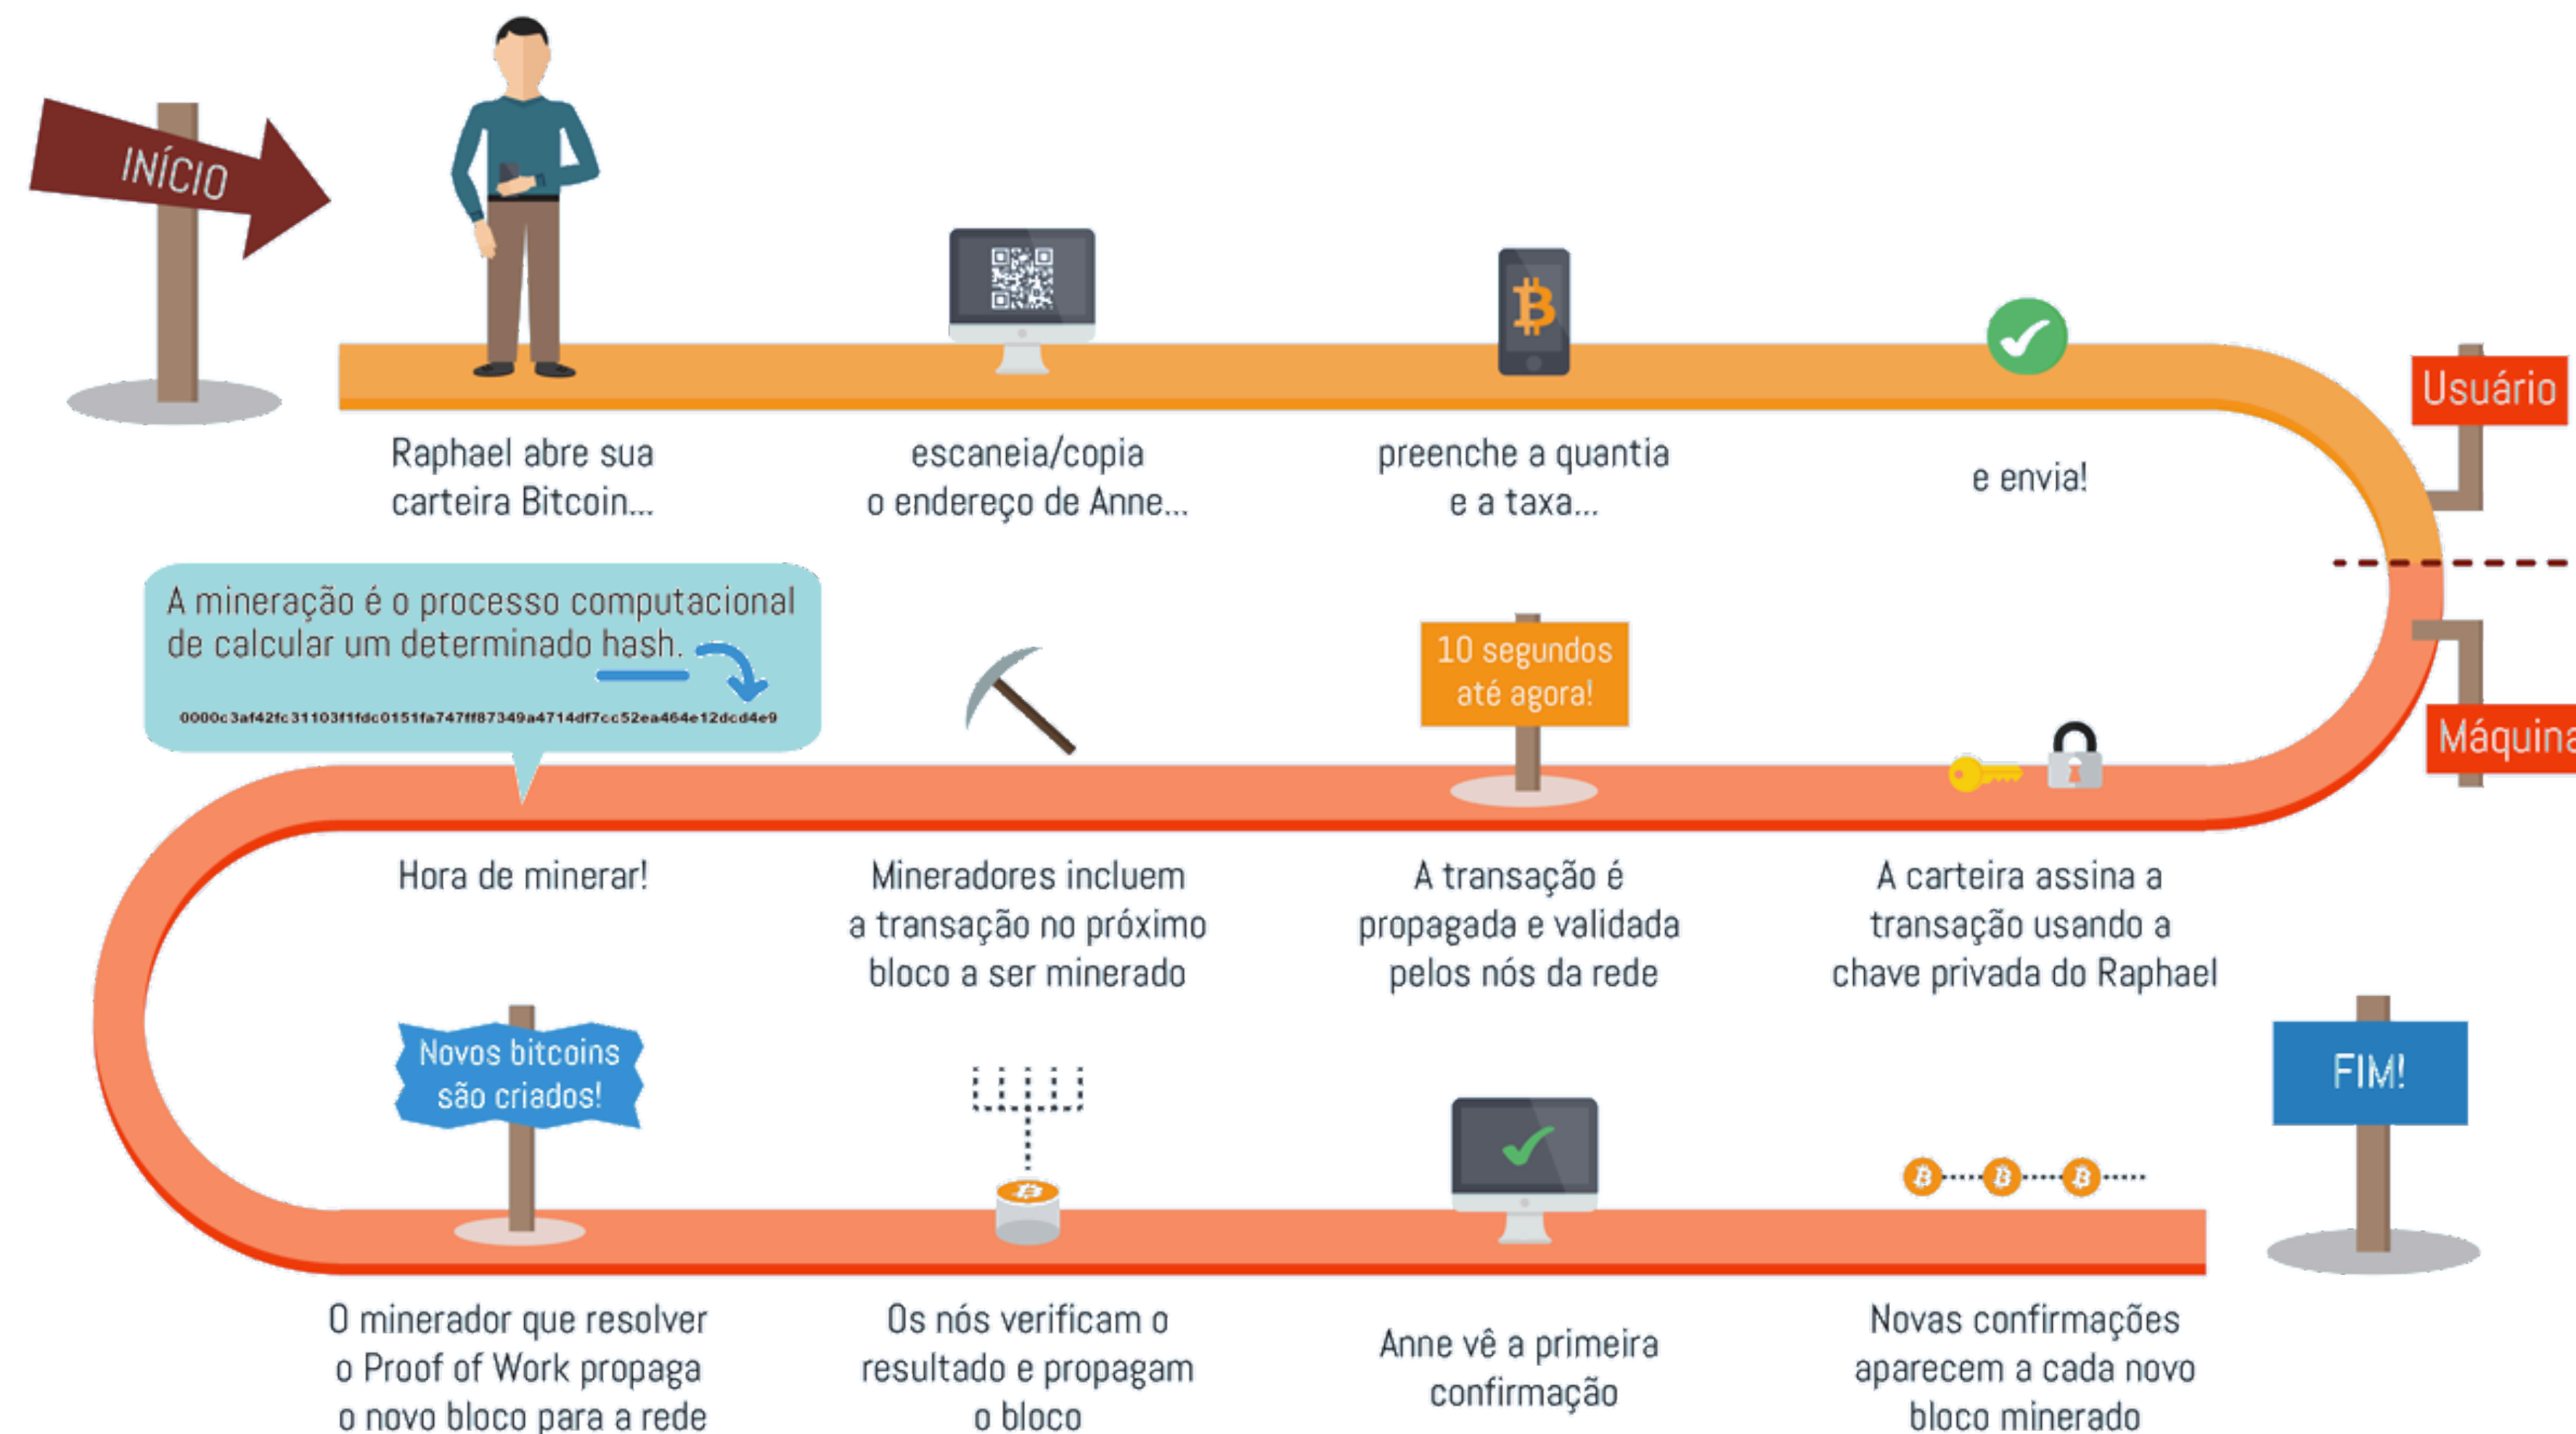 INÍCIO
Raphael abre sua
carteira Bitcoin...
escaneia/copia
o endereço de Anne...
preenche a quantia
e a taxa...
e envia!
Usuário
Máquina
A carteira assina a
transação usando a
chave privada do Raphael
10 segundos
até agora!
A transação é
propagada e validada
pelos nós da rede
Mineradores incluem
a transação no próximo
bloco a ser minerado
A mineração é o processo computacional
de calcular um determinado hash.
0000c3af42fc31103f1fdc0151fa747ff87349a4714df7cc52ea464e12dcd4e9
Hora de minerar!
Novos bitcoins
são criados!
O minerador que resolver
o Proof of Work propaga
o novo bloco para a rede
Os nós verificam o
resultado e propagam
o bloco
Anne vê a primeira
confirmação
Novas confirmações
aparecem a cada novo
bloco minerado
FIM!